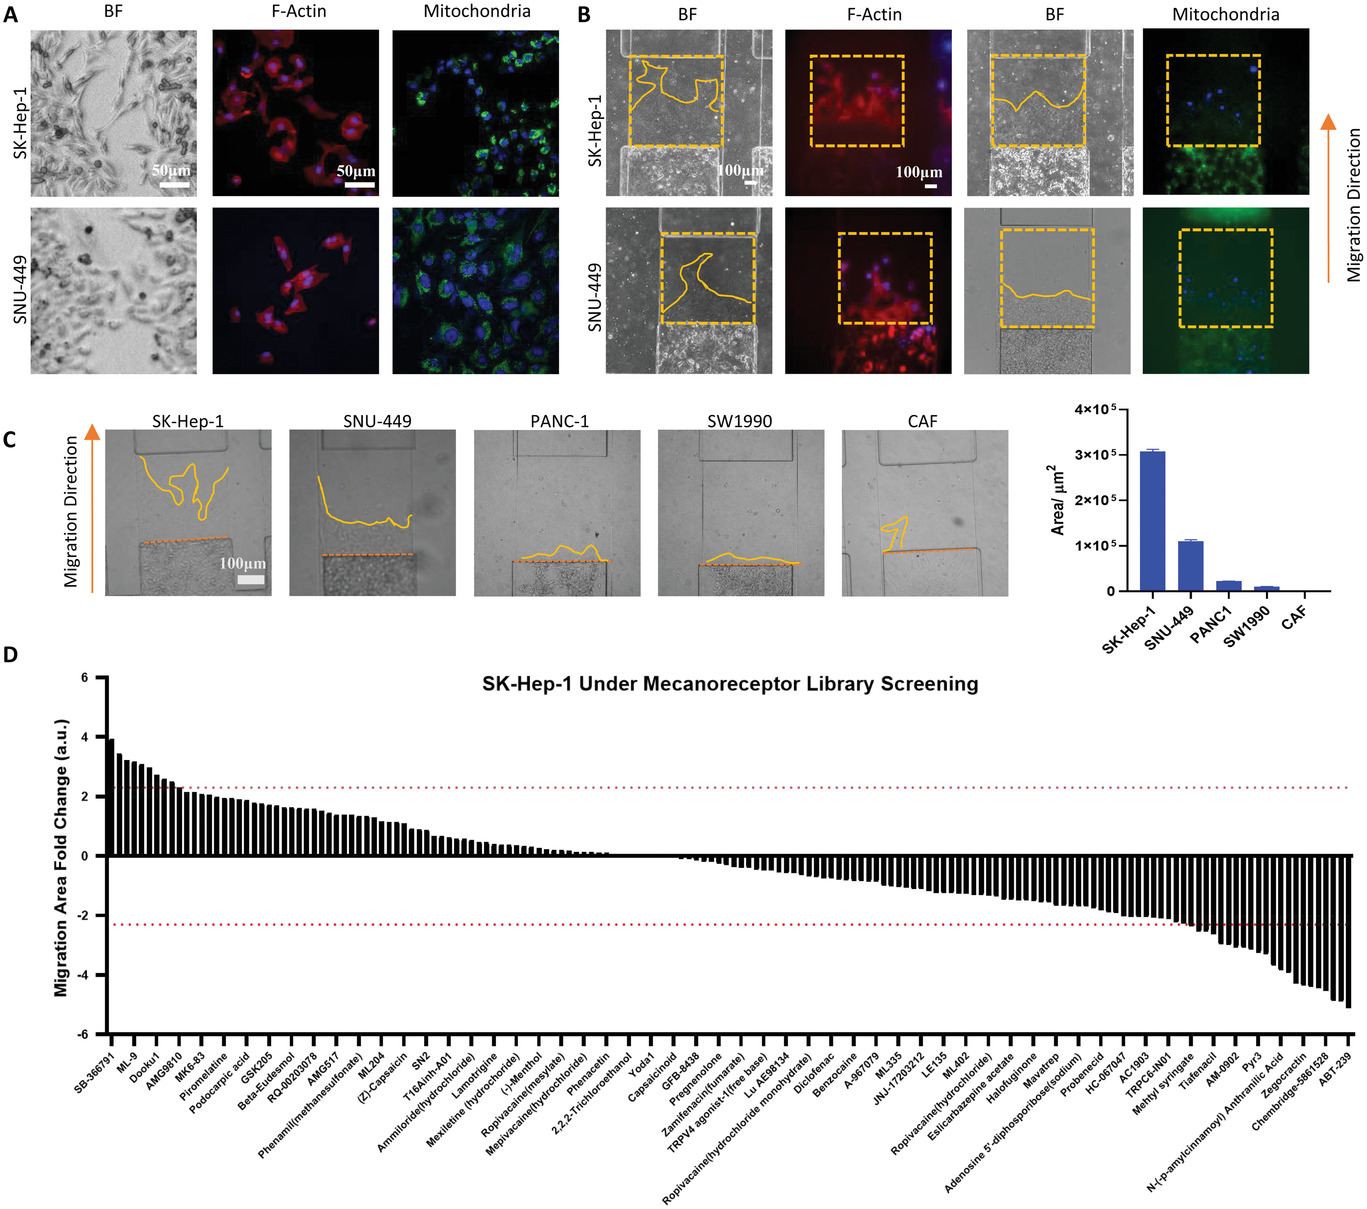 A
BF
F-Actin
Mitochondria
SK-Hep-1
50μm
50μm
SNU-449
B
BF
F-Actin
BF
Mitochondria
SK-Hep-1
100μm
100μm
SNU-449
Migration Direction
C
Migration Direction
SK-Hep-1
SNU-449
PANC-1
SW1990
CAF
100μm
Area/ μm²
4×10⁵
3×10⁵
2×10⁵
1×10⁵
0
SK-Hep-1
SNU-449
PANC1
SW1990
CAF
D
SK-Hep-1 Under Mecanoreceptor Library Screening
Migration Area Fold Change (a.u.)
6
4
2
0
-2
-4
-6
SB-366791
ML-9
Dooku1
AMG9810
MK6-83
Piromelatine
Podocarpic acid
GSK205
Beta-Eudesmol
RQ-00203078
AMG517
Phenamil(methanesulfonate)
ML204
(Z)-Capsaicin
SN2
T16Ainh-A01
Ammiloride(hydrochloride)
Lamotrigine
Mexiletine (hydrochloride)
(-)-Menthol
Ropivacaine(mesylate)
Mepivacaine(hydrochloride)
Phenacetin
2,2,2-Trichloroethanol
Yoda1
Capsaicinoid
GFB-8438
Pregnenolone
Zamifenacin(fumarate)
TRPV4 agonist-1(free base)
Lu AE98134
Ropivacaine(hydrochloride monohydrate)
Diclofenac
Benzocaine
A-967079
ML335
JNJ-17203212
LE135
ML402
Ropivacaine(hydrochloride)
Eslicarbazepine acetate
Halofuginone
Mavatrep
Adenosine 5'-diphosporibose(sodium)
Probenecid
HC-067047
AC1903
TRPC6-IN01
Mehtyl syringate
Tiafenacil
AM-0902
Pyr3
N-(-p-amylcinnamoyl) Anthranilic Acid
Zegocractin
Chembridge-5861528
ABT-239